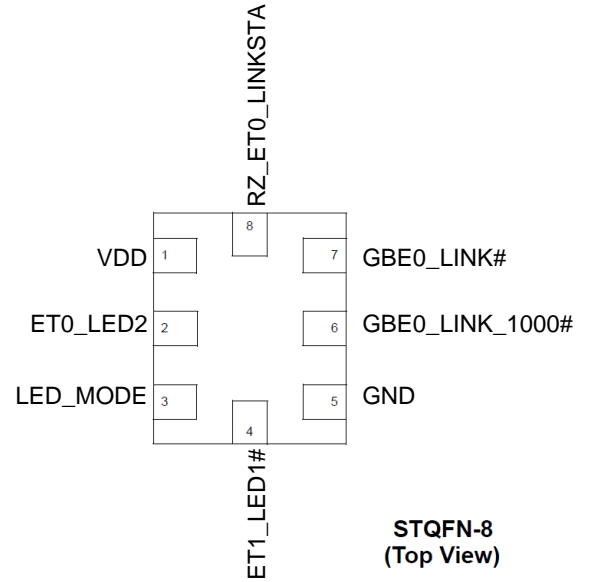 RZ_ET0_LINKSTA
8
VDD 1
7 GBE0_LINK#
ET0_LED2 2
6 GBE0_LINK_1000#
LED_MODE 3
5 GND
4
ET1_LED1#
STQFN-8
(Top View)